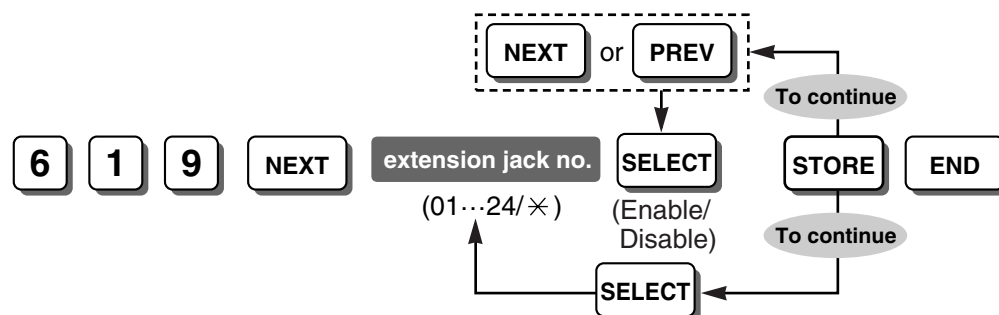 NEXT or PREV
To continue
6 1 9 NEXT extension jack no. SELECT STORE END
(01···24/✳)
(Enable/
Disable)
To continue
SELECT